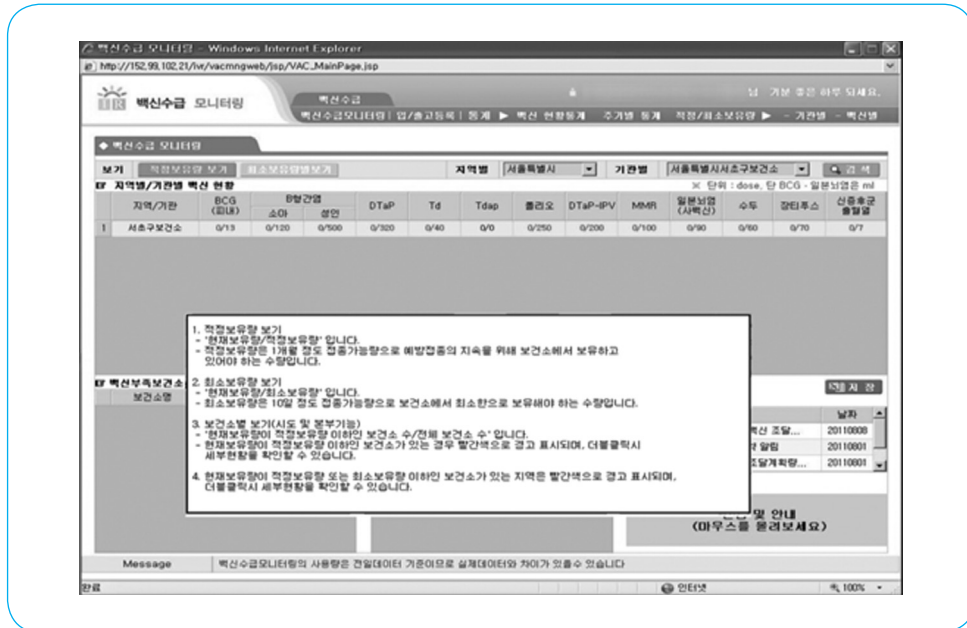 백신수급 모니터링 - Windows Internet Explorer
http://152.99.102.21/ivr/vacmngweb/jsp/VAC_MainPage.jsp
백신수급 모니터링
백신수급
님 기분 좋은 하루 되세요.
백신수급모니터링 | 입/출고등록 | 통계 ▶ 백신 현황통계 주기별 통계 적정/최소보유량 ▶ - 기관별 - 백신별
◆ 백신수급 모니터링
보기 적정보유량 보기 최소보유량별보기 지역별 서울특별시 기관별 서울특별시서초구보건소 검색
☞ 지역별/기관별 백신 현황 ※ 단위 : dose, 단 BCG - 일본뇌염은 ml
지역/기관 BCG (피내) B형간염 소아 성인 DTaP Td Tdap 폴리오 DTaP-IPV MMR 일본뇌염 (사백신) 수두 장티푸스 신증후군 출혈열
1 서초구보건소 0/13 0/120 0/500 0/320 0/40 0/0 0/250 0/200 0/100 0/90 0/60 0/70 0/7
1. 적정보유량 보기
- '현재보유량/적정보유량' 입니다.
- 적정보유량은 1개월 정도 접종가능량으로 예방접종의 지속을 위해 보건소에서 보유하고
있어야 하는 수량입니다.
2. 최소보유량 보기
- '현재보유량/최소보유량' 입니다.
- 최소보유량은 10일 정도 접종가능량으로 보건소에서 최소한으로 보유해야 하는 수량입니다.
3. 보건소별 보기(시도 및 본부기능)
- '현재보유량이 적정보유량 이하인 보건소 수/전체 보건소 수' 입니다.
- 현재보유량이 적정보유량 이하인 보건소가 있는 경우 빨간색으로 경고 표시되며, 더블클릭시
세부현황을 확인할 수 있습니다.
4. 현재보유량이 적정보유량 또는 최소보유량 이하인 보건소가 있는 지역은 빨간색으로 경고 표시되며,
더블클릭시 세부현황을 확인할 수 있습니다.
☞ 백신부족보건소
보건소명
저 장
날짜
백신 조달... 20110808
알림 20110801
조달계획량... 20110801
및 안내
(마우스를 올려보세요)
Message 백신수급모니터링의 사용량은 전일데이터 기준이므로 실제데이터와 차이가 있을수 있습니다
완료 인터넷 100%